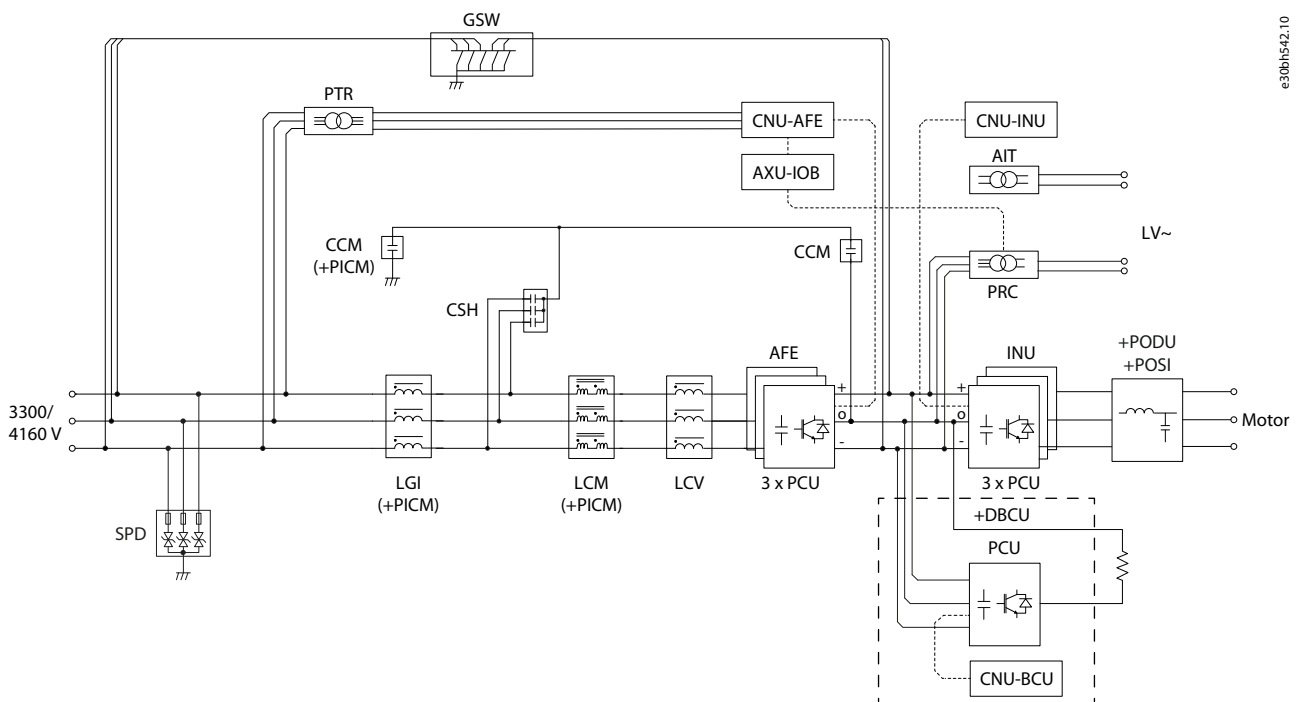 GSW
e30bh542.10
PTR
CNU-AFE
CNU-INU
AXU-IOB
AIT
LV~
CCM
(+PICM)
CCM
PRC
CSH
AFE
INU
+PODU
+POSI
3300/
4160 V
+
o
-
+
o
-
Motor
LGI
(+PICM)
LCM
(+PICM)
LCV
3 x PCU
3 x PCU
SPD
+DBCU
PCU
CNU-BCU